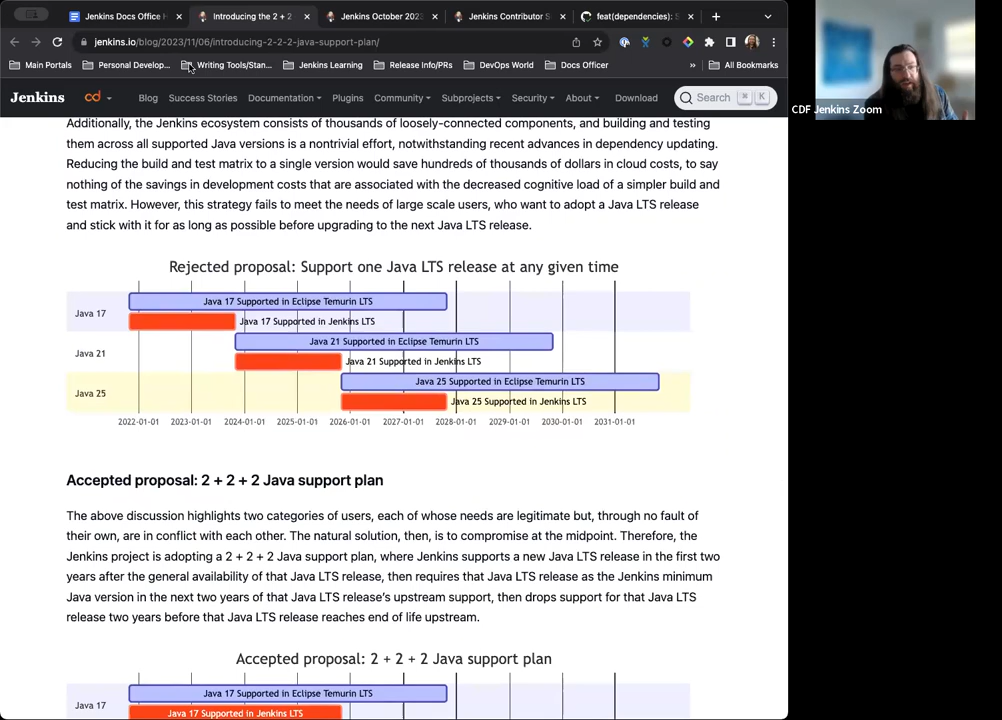 Jenkins Docs Office H
Introducing the 2 + 2
Jenkins October 2023
Jenkins Contributor S
feat(dependencies): S
jenkins.io/blog/2023/11/06/introducing-2-2-2-java-support-plan/
Main Portals
Personal Develop...
Writing Tools/Stan...
Jenkins Learning
Release Info/PRs
DevOps World
Docs Officer
»
All Bookmarks
Jenkins
cd
Blog
Success Stories
Documentation
Plugins
Community
Subprojects
Security
About
Download
Search
⌘ K
CDF Jenkins Zoom
Additionally, the Jenkins ecosystem consists of thousands of loosely-connected components, and building and testing
them across all supported Java versions is a nontrivial effort, notwithstanding recent advances in dependency updating.
Reducing the build and test matrix to a single version would save hundreds of thousands of dollars in cloud costs, to say
nothing of the savings in development costs that are associated with the decreased cognitive load of a simpler build and
test matrix. However, this strategy fails to meet the needs of large scale users, who want to adopt a Java LTS release
and stick with it for as long as possible before upgrading to the next Java LTS release.
Rejected proposal: Support one Java LTS release at any given time
Java 17
Java 17 Supported in Eclipse Temurin LTS
Java 17 Supported in Jenkins LTS
Java 21
Java 21 Supported in Eclipse Temurin LTS
Java 21 Supported in Jenkins LTS
Java 25
Java 25 Supported in Eclipse Temurin LTS
Java 25 Supported in Jenkins LTS
2022-01-01 2023-01-01 2024-01-01 2025-01-01 2026-01-01 2027-01-01 2028-01-01 2029-01-01 2030-01-01 2031-01-01
Accepted proposal: 2 + 2 + 2 Java support plan
The above discussion highlights two categories of users, each of whose needs are legitimate but, through no fault of
their own, are in conflict with each other. The natural solution, then, is to compromise at the midpoint. Therefore, the
Jenkins project is adopting a 2 + 2 + 2 Java support plan, where Jenkins supports a new Java LTS release in the first two
years after the general availability of that Java LTS release, then requires that Java LTS release as the Jenkins minimum
Java version in the next two years of that Java LTS release's upstream support, then drops support for that Java LTS
release two years before that Java LTS release reaches end of life upstream.
Accepted proposal: 2 + 2 + 2 Java support plan
Java 17
Java 17 Supported in Eclipse Temurin LTS
Java 17 Supported in Jenkins LTS